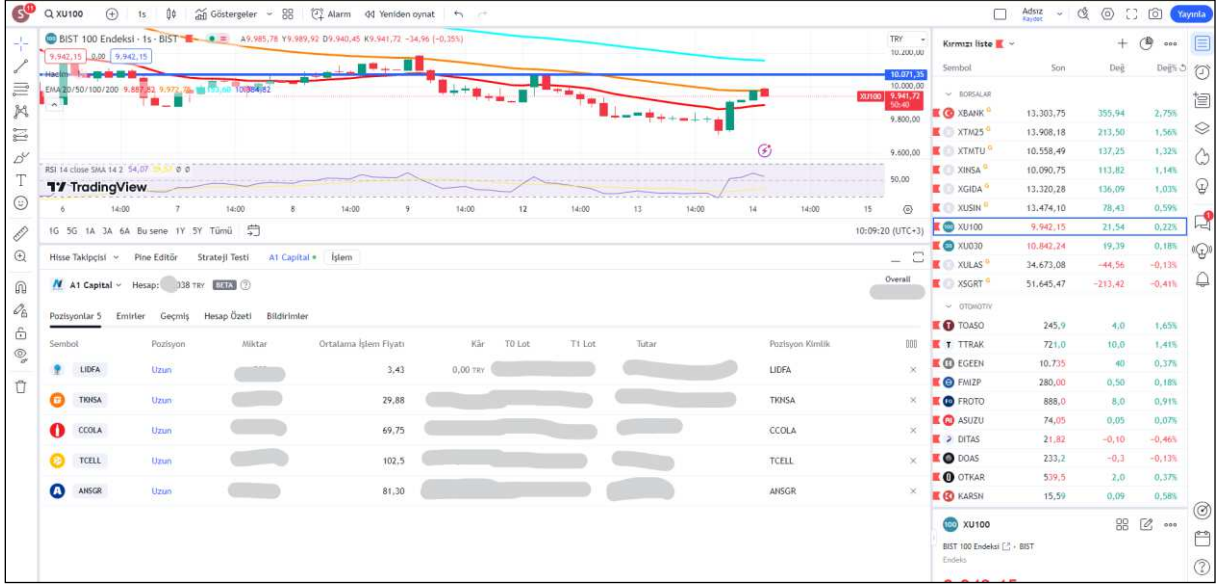 S 11 XU100 1s Göstergeler Alarm Yeniden oynat Adsız Kaydet Yayınla
BIST 100 Endeksi · 1s · BIST A9.985,78 Y9.989,92 D9.940,45 K9.941,72 −34,96 (−0,35%)
TRY
9.942,15 0,00 9.942,15
Hacim
EMA 20/50/100/200
10.200,00
10.071,35
10.000,00
XU100 9.941,72
50:40
9.800,00
9.600,00
RSI 14 close SMA 14 2 54,07 Ø Ø
50,00
TradingView
6 14:00 7 14:00 8 14:00 9 14:00 12 14:00 13 14:00 14 14:00 15
1G 5G 1A 3A 6A Bu sene 1Y 5Y Tümü 10:09:20 (UTC+3)
Hisse Takipçisi Pine Editör Strateji Testi A1 Capital İşlem
A1 Capital Hesap: 338 TRY BETA Overall
Pozisyonlar 5 Emirler Geçmiş Hesap Özeti Bildirimler
Sembol Pozisyon Miktar Ortalama İşlem Fiyatı Kâr T0 Lot T1 Lot Tutar Pozisyon Kimlik
LIDFA Uzun 3,43 0,00 TRY LIDFA
TKNSA Uzun 29,88 TKNSA
CCOLA Uzun 69,75 CCOLA
TCELL Uzun 102,5 TCELL
ANSGR Uzun 81,30 ANSGR
Kırmızı liste
Sembol Son Değ Değ%
BORSALAR
XBANK 13.303,75 355,94 2,75%
XTM25 13.908,18 213,50 1,56%
XTMTU 10.558,49 137,25 1,32%
XINSA 10.090,75 113,82 1,14%
XGIDA 13.320,28 136,09 1,03%
XUSIN 13.474,10 78,43 0,59%
XU100 9.942,15 21,54 0,22%
XU030 10.842,24 19,39 0,18%
XULAS 34.673,08 −44,56 −0,13%
XSGRT 51.645,47 −213,42 −0,41%
OTOMOTIV
TOASO 245,9 4,0 1,65%
TTRAK 721,0 10,0 1,41%
EGEEN 10.735 40 0,37%
FMIZP 280,00 0,50 0,18%
FROTO 888,0 8,0 0,91%
ASUZU 74,05 0,05 0,07%
DITAS 21,82 −0,10 −0,46%
DOAS 233,2 −0,3 −0,13%
OTKAR 539,5 2,0 0,37%
KARSN 15,59 0,09 0,58%
100 XU100
BIST 100 Endeksi · BIST
Endeks